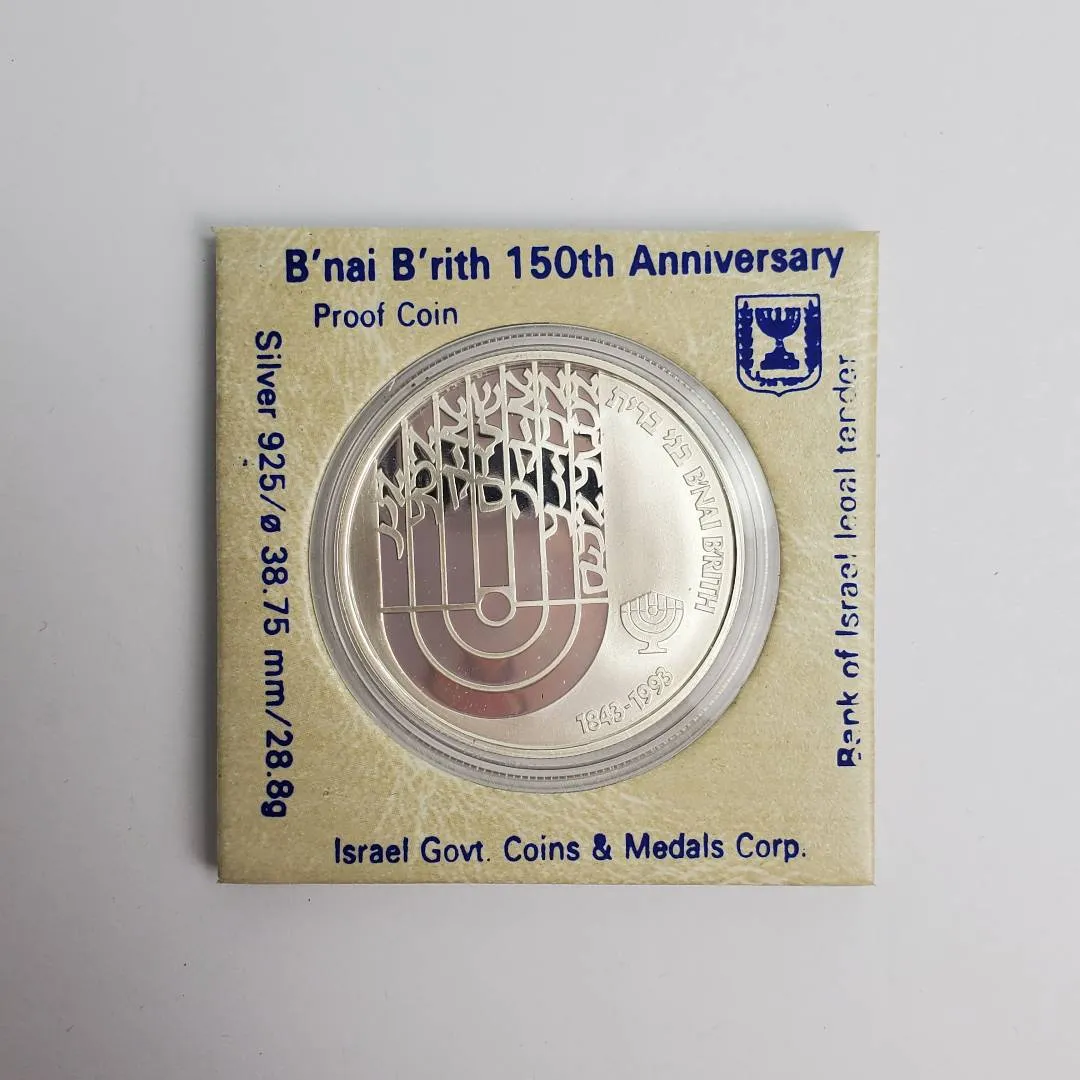 B'nai B'rith 150th Anniversary
Proof Coin
Silver 925/ø 38.75 mm/28.8g
בני ברית B'NAI B'RITH
1843-1993
Bank of Israel legal tender
Israel Govt. Coins & Medals Corp.